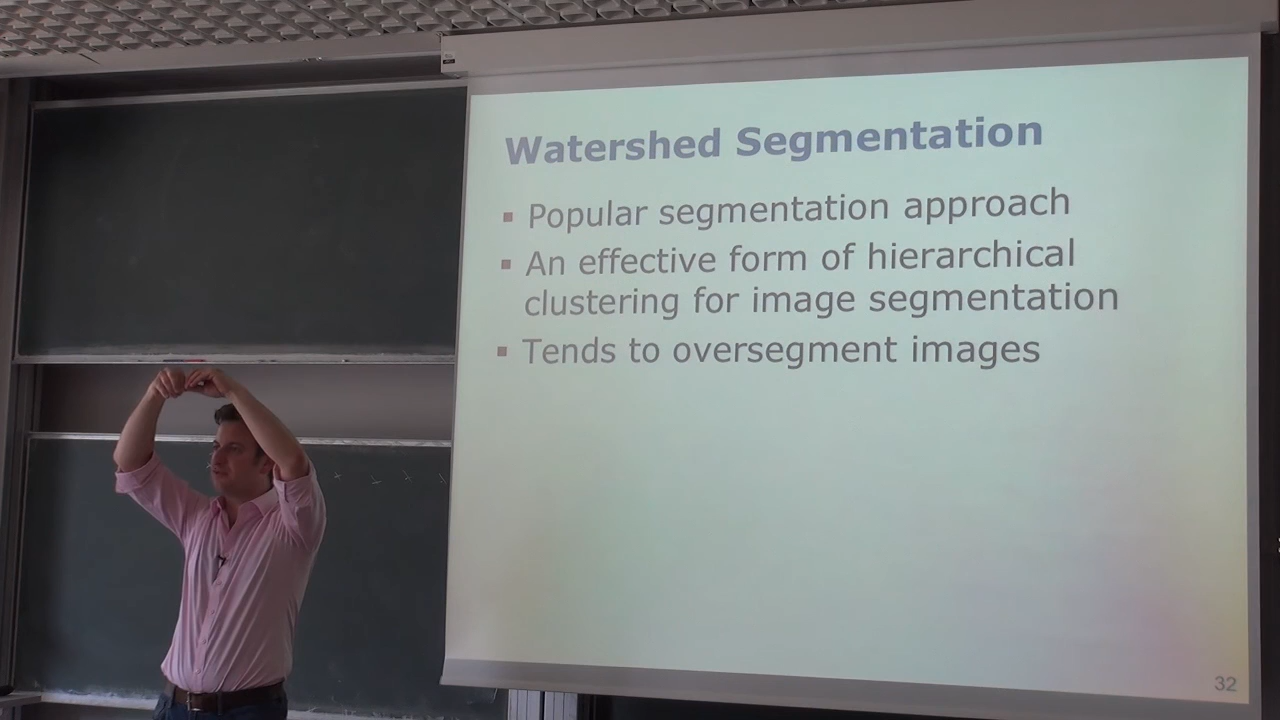 Watershed Segmentation
▪ Popular segmentation approach
▪ An effective form of hierarchical
clustering for image segmentation
▪ Tends to oversegment images
32